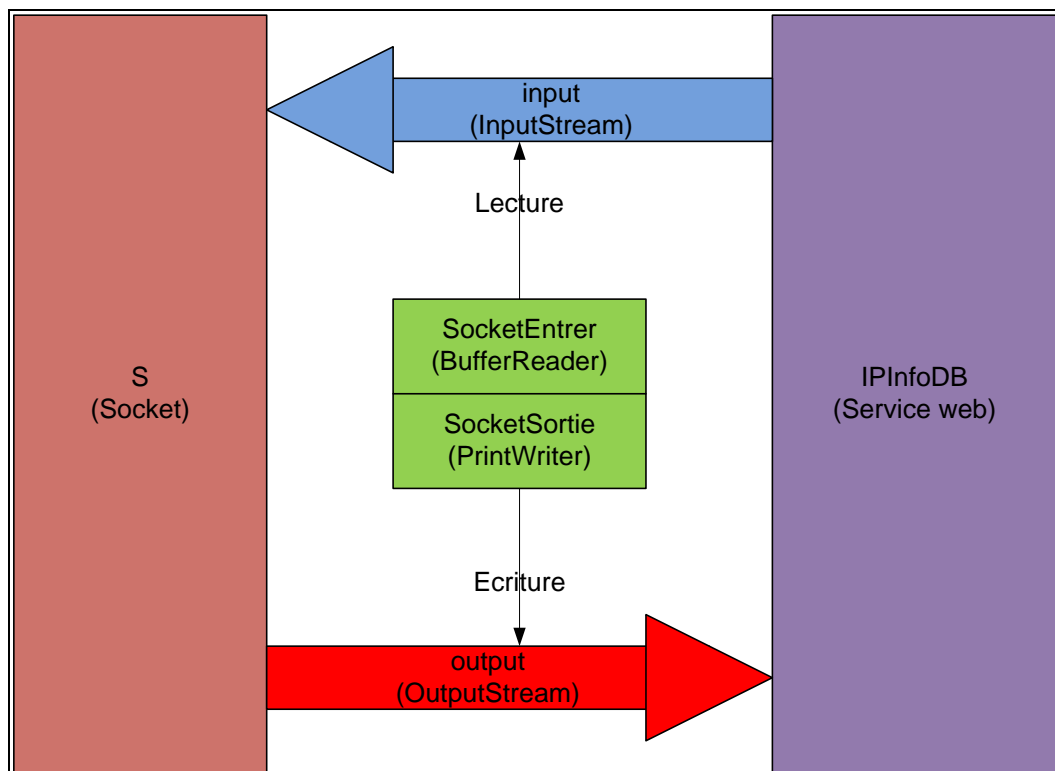 input
(InputStream)
Lecture
SocketEntrer
(BufferReader)
S
(Socket)
IPInfoDB
(Service web)
SocketSortie
(PrintWriter)
Ecriture
output
(OutputStream)